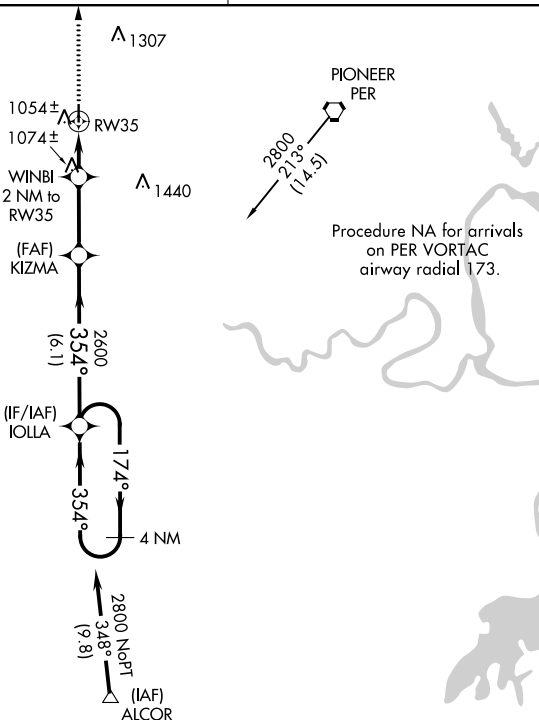 1307
PIONEER
PER
1054±
RW35
1074±
2800
213°
(14.5)
WINBI
2 NM to
RW35
1440
Procedure NA for arrivals
on PER VORTAC
airway radial 173.
(FAF)
KIZMA
2600
354°
(6.1)
(IF/IAF)
IOLLA
174°
354°
4 NM
2800 NoPT
348°
(9.8)
(IAF)
ALCOR